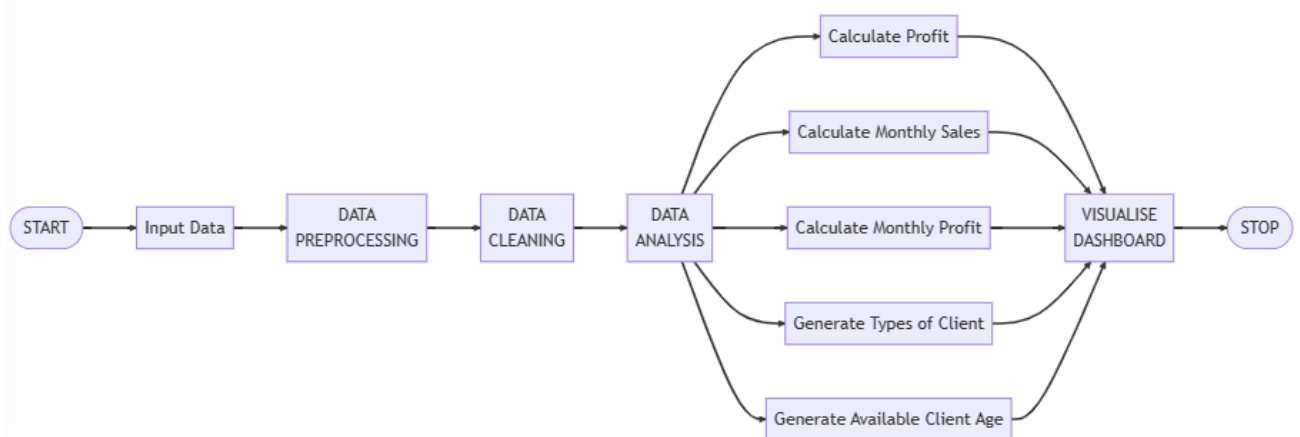 START
Input Data
DATA
PREPROCESSING
DATA
CLEANING
DATA
ANALYSIS
Calculate Profit
Calculate Monthly Sales
Calculate Monthly Profit
Generate Types of Client
Generate Available Client Age
VISUALISE
DASHBOARD
STOP